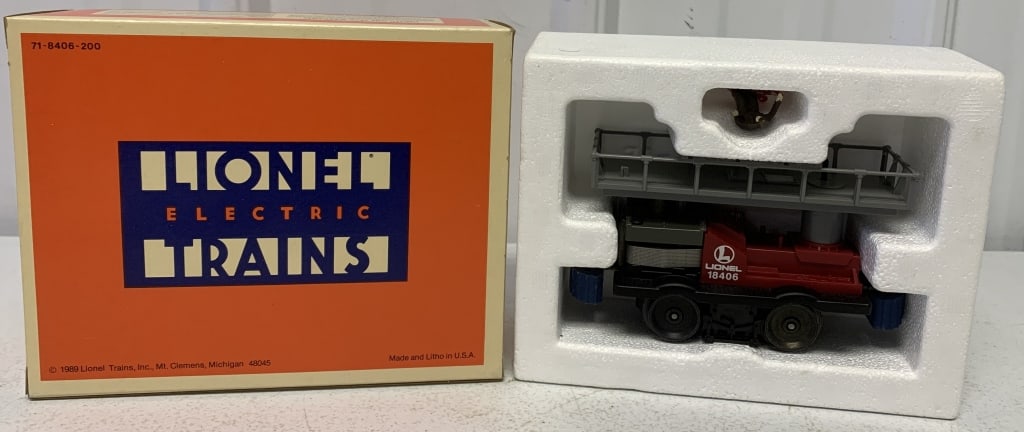 71-8406-200
LIONEL
ELECTRIC
TRAINS
© 1989 Lionel Trains, Inc., Mt. Clemens, Michigan 48045
Made and Litho in U.S.A.
L
LIONEL
18406